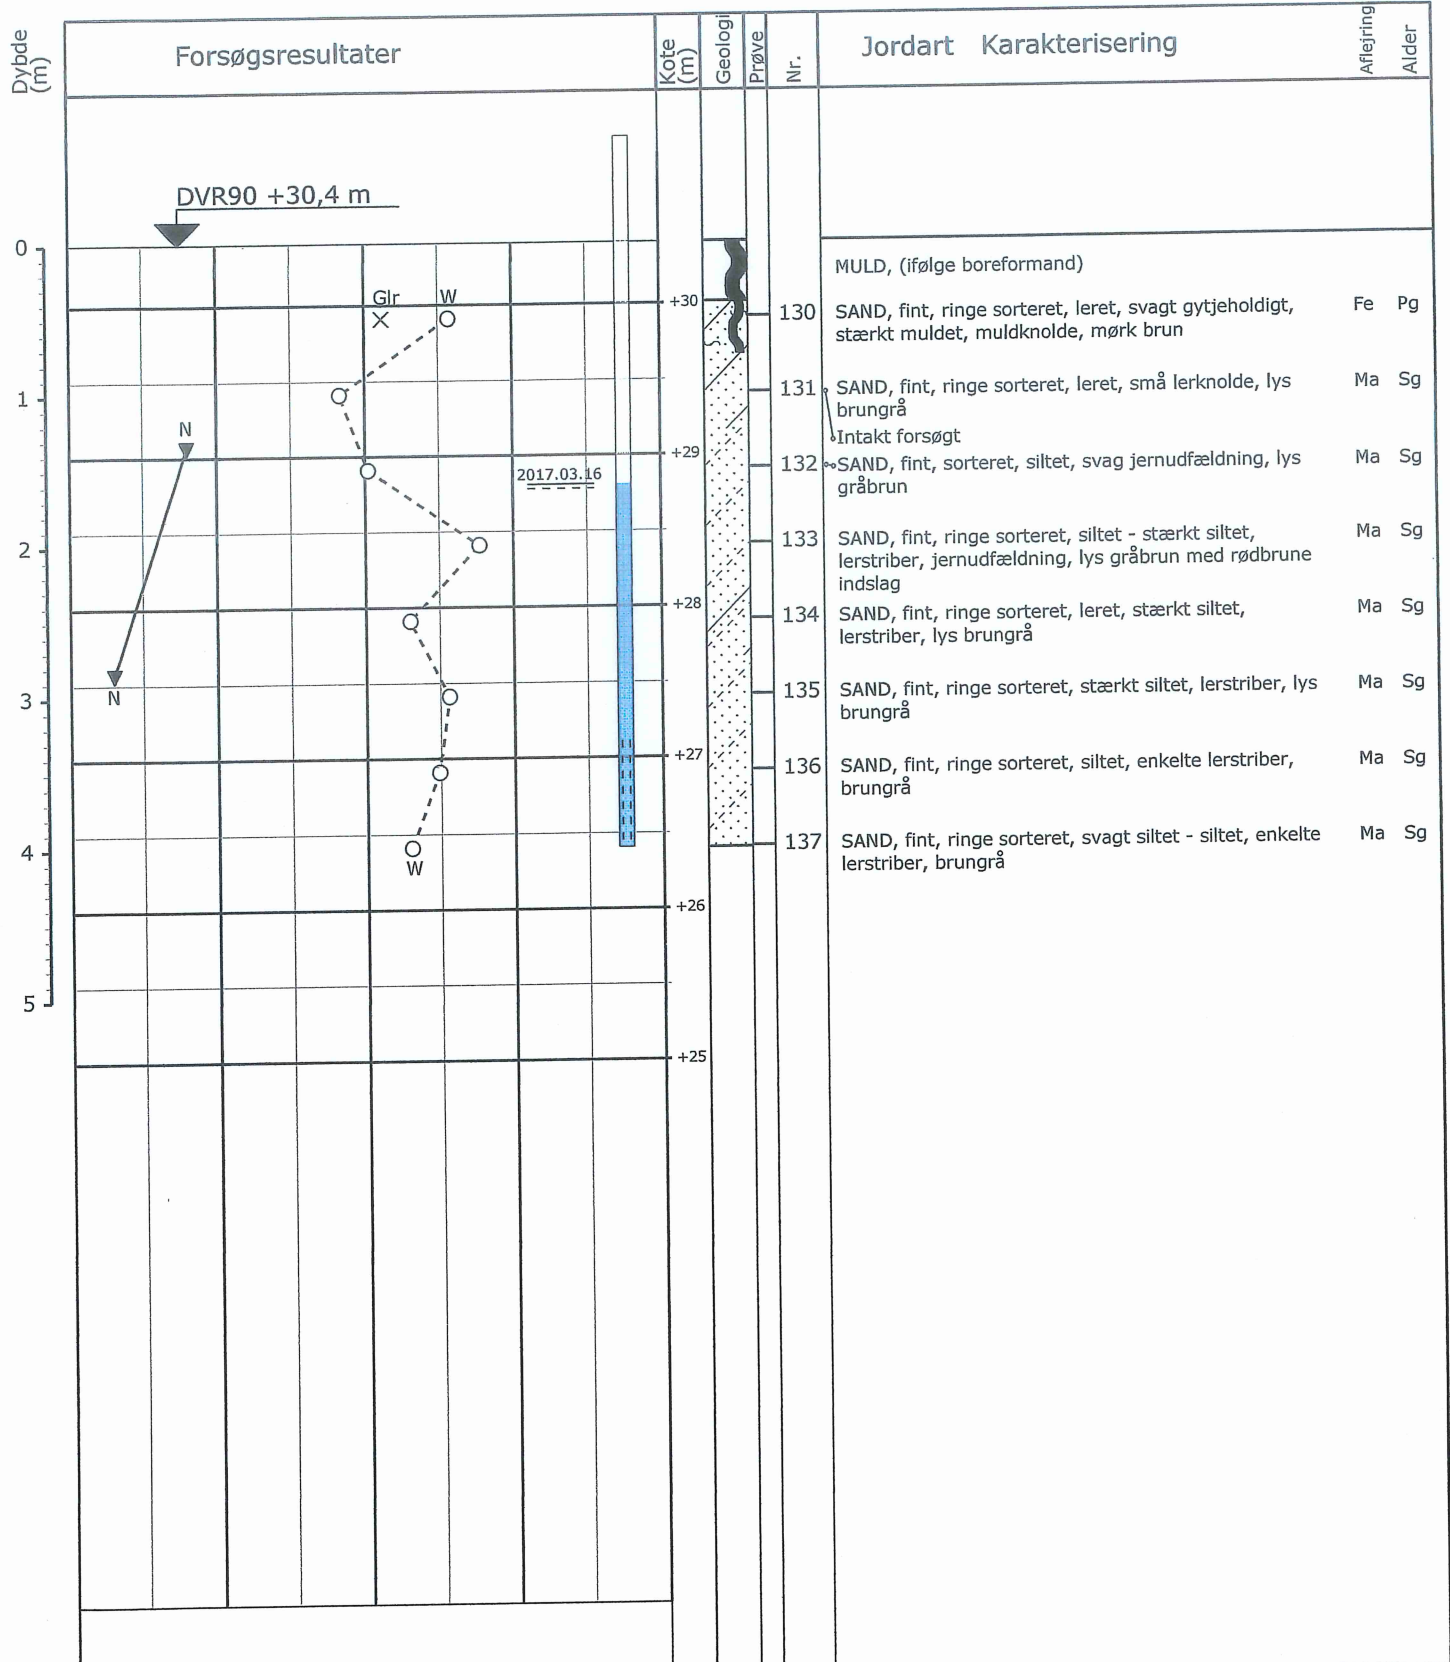 Dybde
(m)
Forsøgsresultater
Kote
(m)
Geologi
Prøve
Nr.
Jordart Karakterisering
Aflejring
Alder
DVR90 +30,4 m
0
MULD, (ifølge boreformand)
Glr
W
+30
130
SAND, fint, ringe sorteret, leret, svagt gytjeholdigt,
stærkt muldet, muldknolde, mørk brun
Fe Pg
1
131
SAND, fint, ringe sorteret, leret, små lerknolde, lys
brungrå
Ma Sg
Intakt forsøgt
N
+29
2017.03.16
132
SAND, fint, sorteret, siltet, svag jernudfældning, lys
gråbrun
Ma Sg
2
133
SAND, fint, ringe sorteret, siltet - stærkt siltet,
lerstriber, jernudfældning, lys gråbrun med rødbrune
indslag
Ma Sg
+28
134
SAND, fint, ringe sorteret, leret, stærkt siltet,
lerstriber, lys brungrå
Ma Sg
N
3
135
SAND, fint, ringe sorteret, stærkt siltet, lerstriber, lys
brungrå
Ma Sg
+27
136
SAND, fint, ringe sorteret, siltet, enkelte lerstriber,
brungrå
Ma Sg
4
137
SAND, fint, ringe sorteret, svagt siltet - siltet, enkelte
lerstriber, brungrå
Ma Sg
W
+26
5
+25